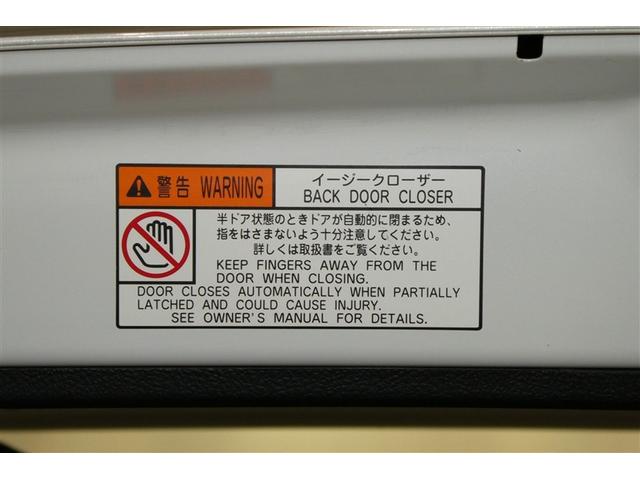 警告 WARNING
イージークローザー
BACK DOOR CLOSER
半ドア状態のときドアが自動的に閉まるため、
指をはさまないよう十分注意してください。
詳しくは取扱書をご覧ください。
KEEP FINGERS AWAY FROM THE
DOOR WHEN CLOSING.
DOOR CLOSES AUTOMATICALLY WHEN PARTIALLY
LATCHED AND COULD CAUSE INJURY.
SEE OWNER'S MANUAL FOR DETAILS.